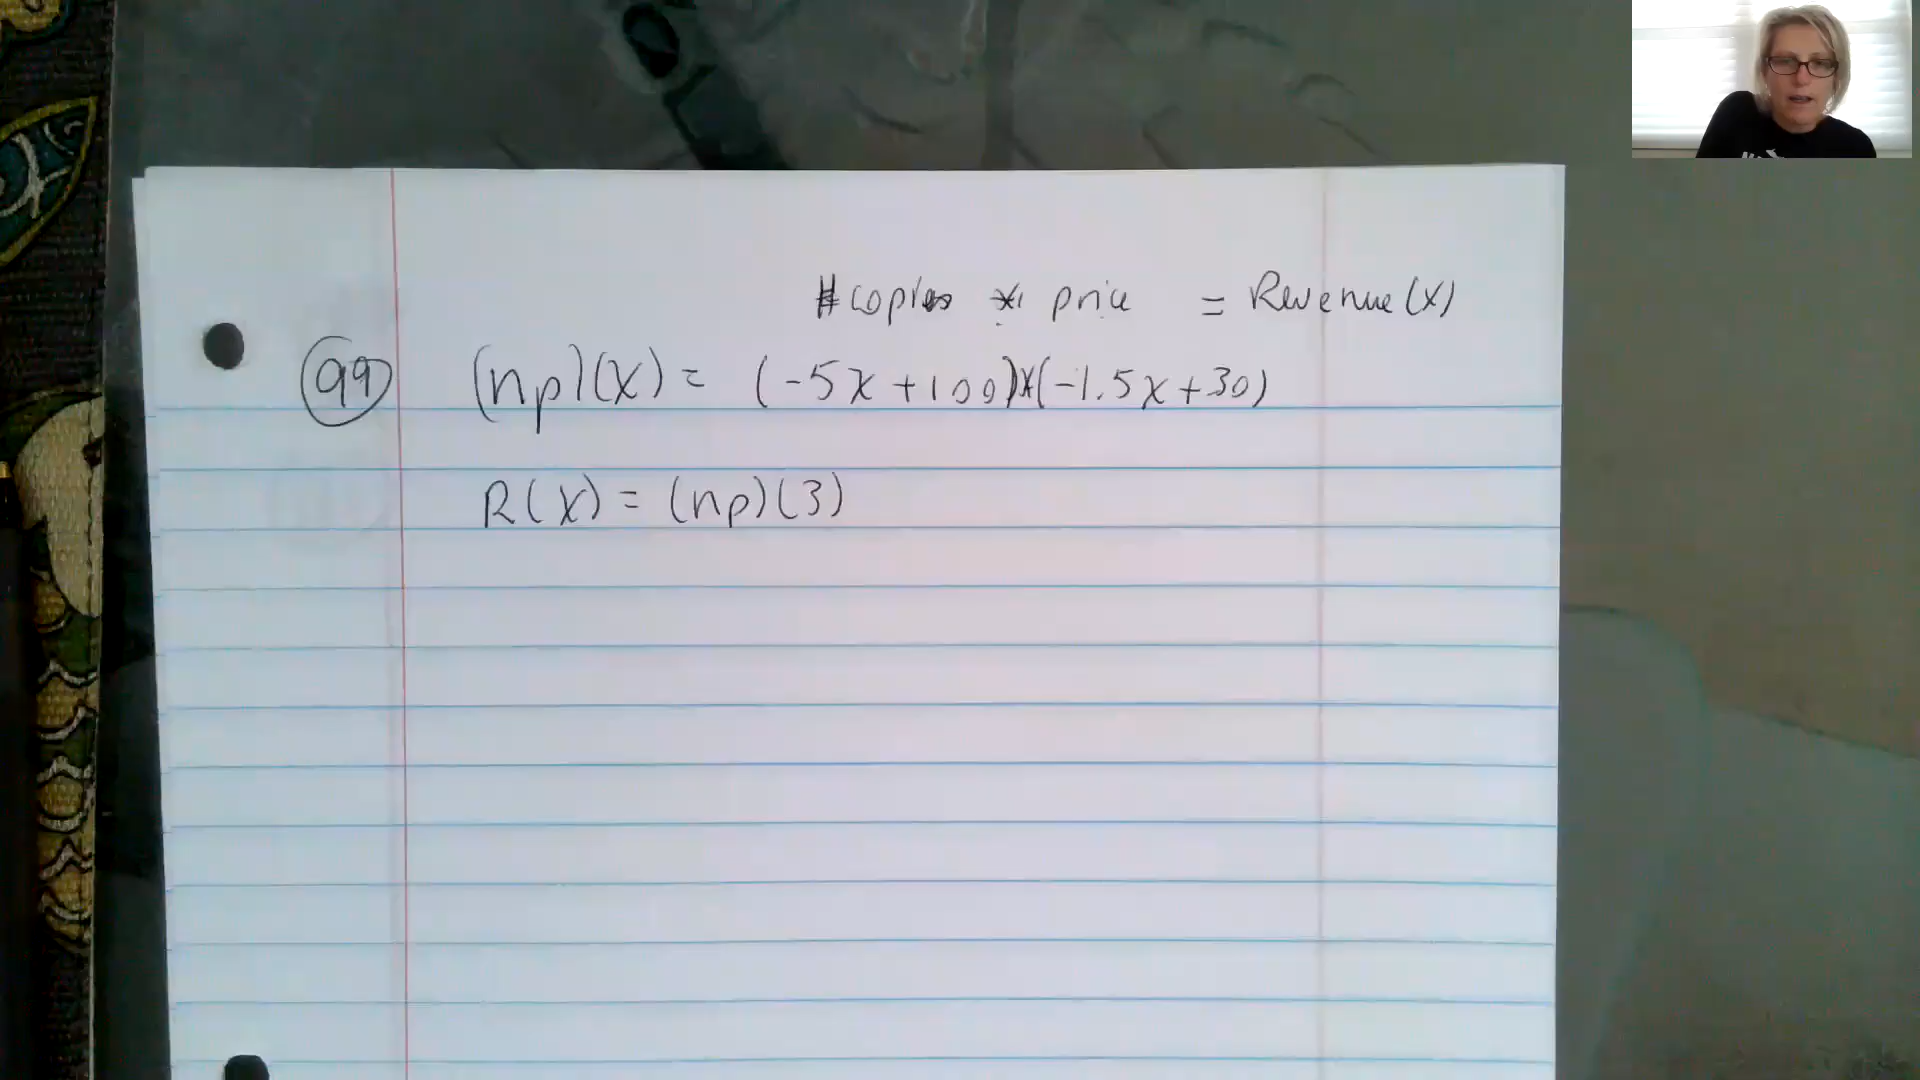 #copies * price = Revenue(x)
99 (np)(x) = (-5x+100)*(-1.5x+30)
R(x) = (np)(3)